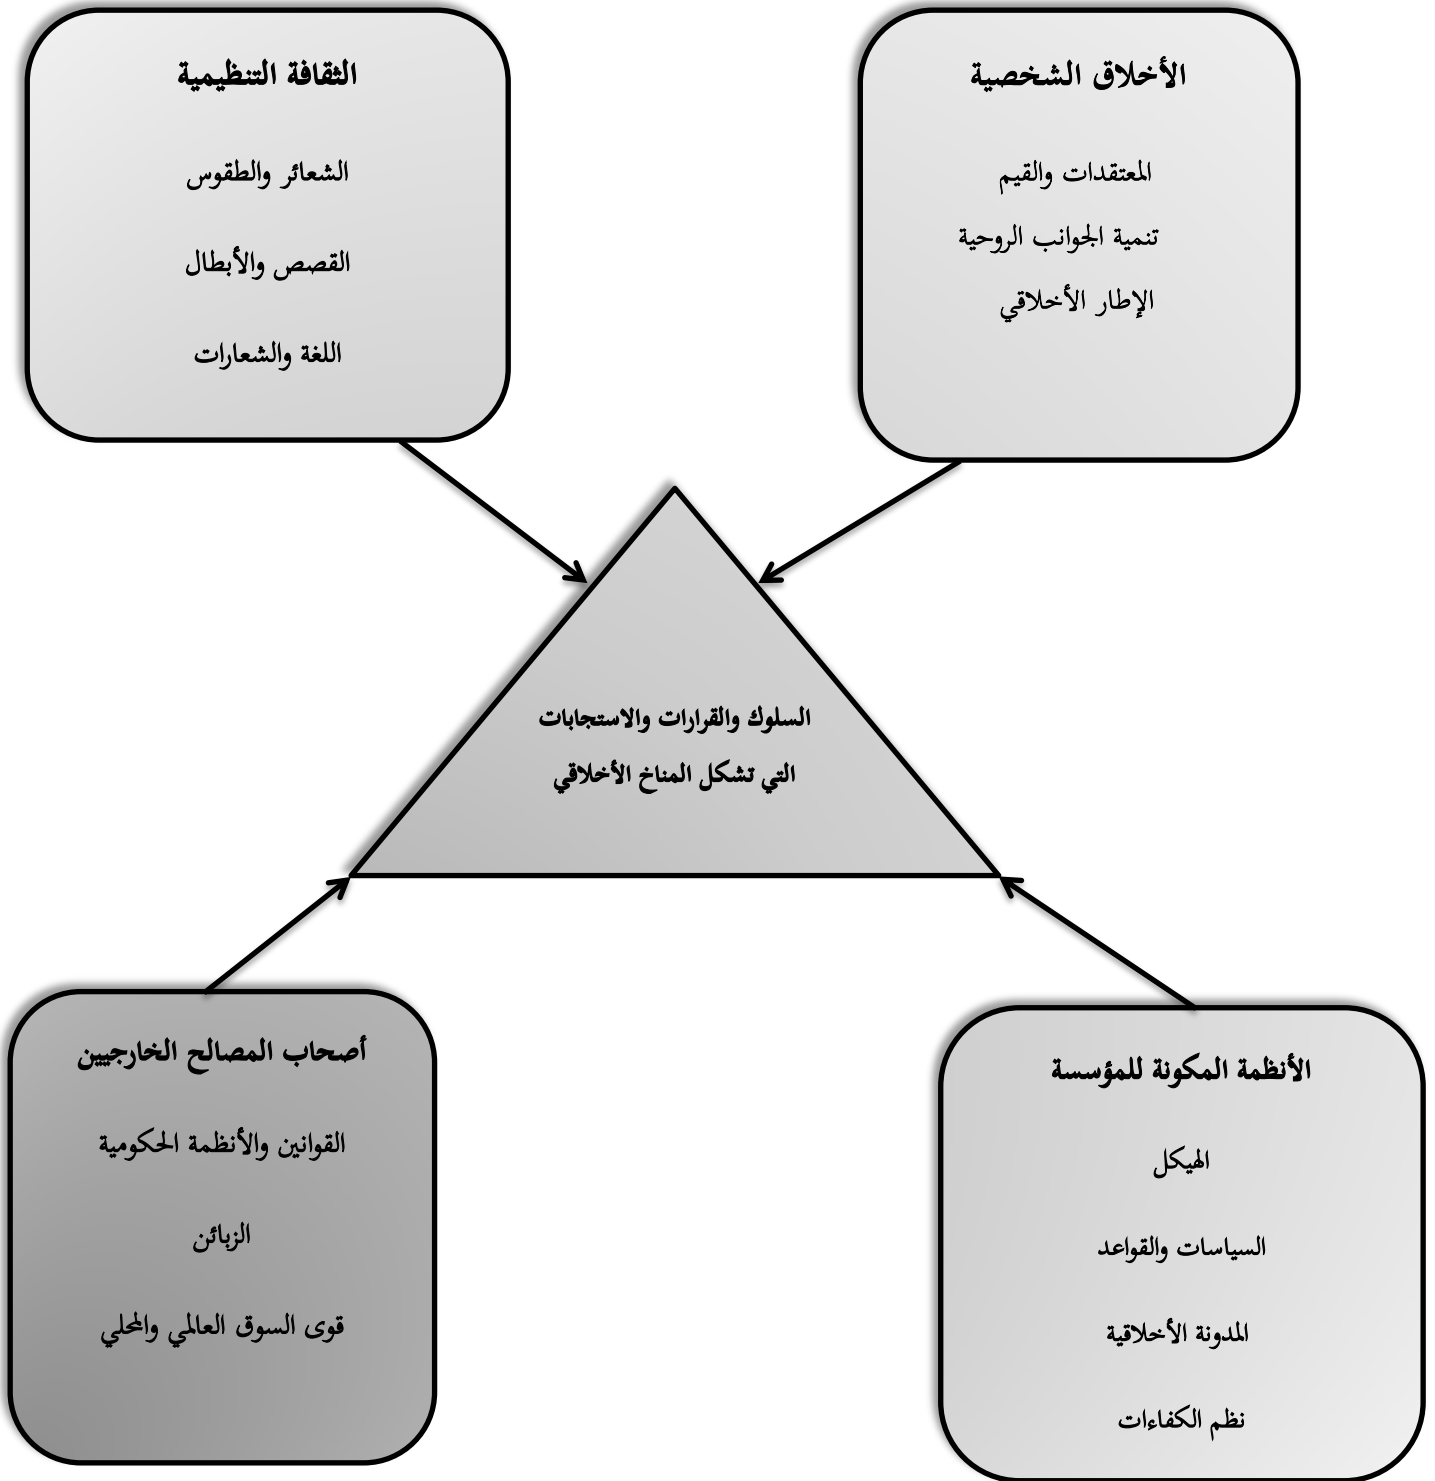 الأخلاق الشخصية
المعتقدات والقيم
تنمية الجوانب الروحية
الإطار الأخلاقي
الثقافة التنظيمية
الشعائر والطقوس
القصص والأبطال
اللغة والشعارات
السلوك والقرارات والاستجابات
التي تشكل المناخ الأخلاقي
الأنظمة المكونة للمؤسسة
الهيكل
السياسات والقواعد
المدونة الأخلاقية
نظم الكفاءات
أصحاب المصالح الخارجيين
القوانين والأنظمة الحكومية
الزبائن
قوى السوق العالمي والمحلي